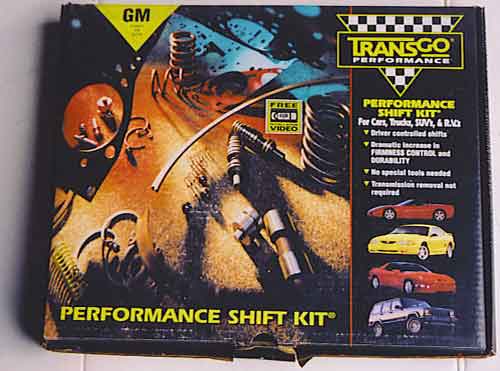 GM
TRANSGO®
PERFORMANCE
PERFORMANCE
SHIFT KIT®
For Cars, Trucks, SUV's, & R.V.s
• Driver controlled shifts
• Dramatic increase in
FIRMNESS CONTROL and
DURABILITY
• No special tools needed
• Transmission removal not
required
FREE
VIDEO
PERFORMANCE SHIFT KIT®